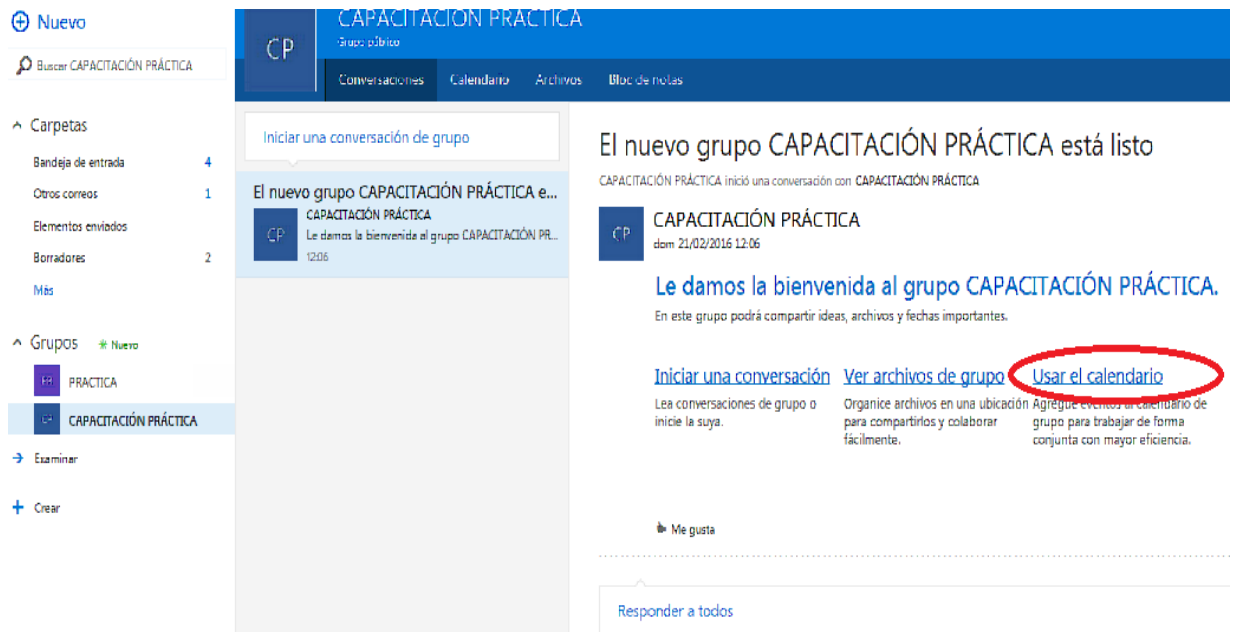 Nuevo
Buscar CAPACITACIÓN PRÁCTICA
Carpetas
Bandeja de entrada 4
Otros correos 1
Elementos enviados
Borradores 2
Más
Grupos Nuevo
PR PRACTICA
CP CAPACITACIÓN PRÁCTICA
Examinar
Crear
CP
CAPACITACIÓN PRÁCTICA
Grupo público
Conversaciones Calendario Archivos Bloc de notas
Iniciar una conversación de grupo
El nuevo grupo CAPACITACIÓN PRÁCTICA e...
CP
CAPACITACIÓN PRÁCTICA
Le damos la bienvenida al grupo CAPACITACIÓN PR...
12:06
El nuevo grupo CAPACITACIÓN PRÁCTICA está listo
CAPACITACIÓN PRÁCTICA inició una conversación con CAPACITACIÓN PRÁCTICA
CP
CAPACITACIÓN PRÁCTICA
dom 21/02/2016 12:06
Le damos la bienvenida al grupo CAPACITACIÓN PRÁCTICA.
En este grupo podrá compartir ideas, archivos y fechas importantes.
Iniciar una conversación
Lea conversaciones de grupo o
inicie la suya.
Ver archivos de grupo
Organice archivos en una ubicación
para compartirlos y colaborar
fácilmente.
Usar el calendario
Agregue eventos al calendario de
grupo para trabajar de forma
conjunta con mayor eficiencia.
Me gusta
Responder a todos